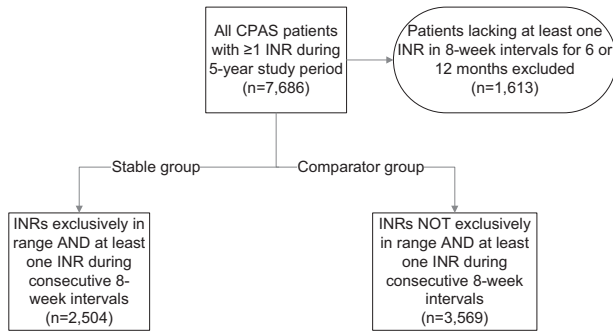 All CPAS patients
with ≥1 INR during
5-year study period
(n=7,686)
Patients lacking at least one
INR in 8-week intervals for 6 or
12 months excluded
(n=1,613)
Stable group
Comparator group
INRs exclusively in
range AND at least
one INR during
consecutive 8-
week intervals
(n=2,504)
INRs NOT exclusively
in range AND at least
one INR during
consecutive 8-week
intervals
(n=3,569)